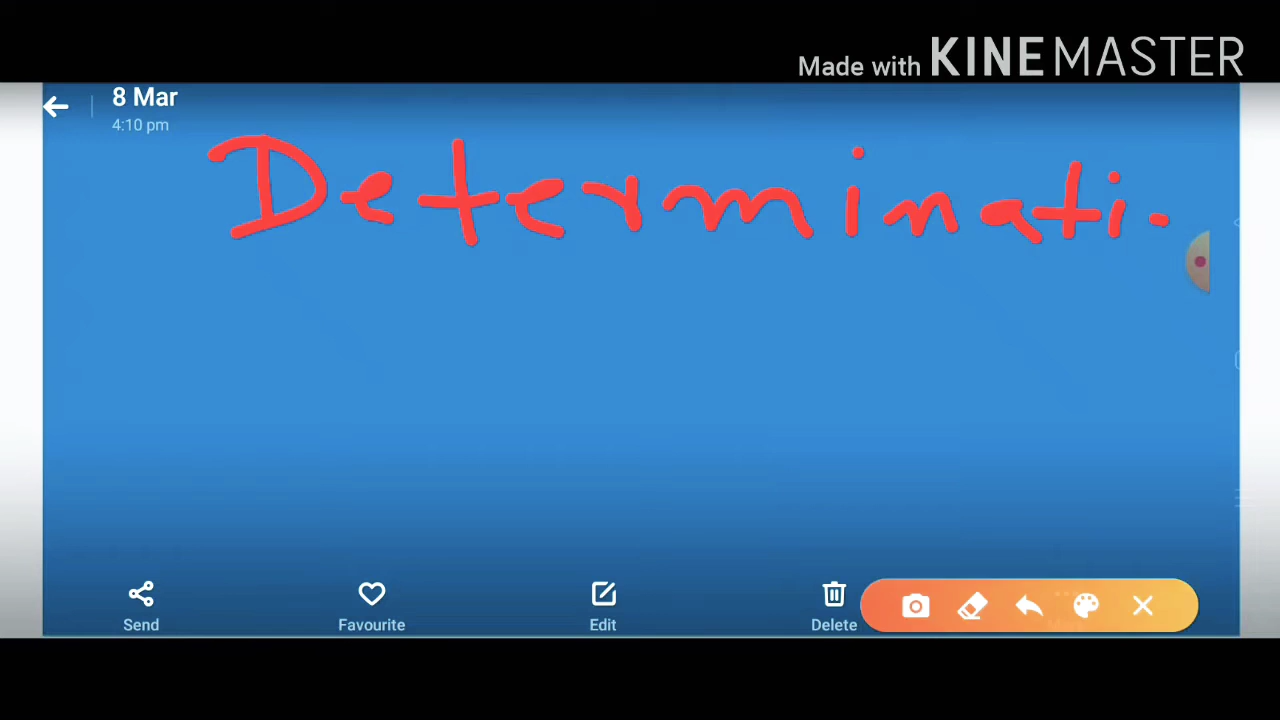 Made with KINEMASTER
8 Mar
4:10 pm
Determinati
Send Favourite Edit Delete